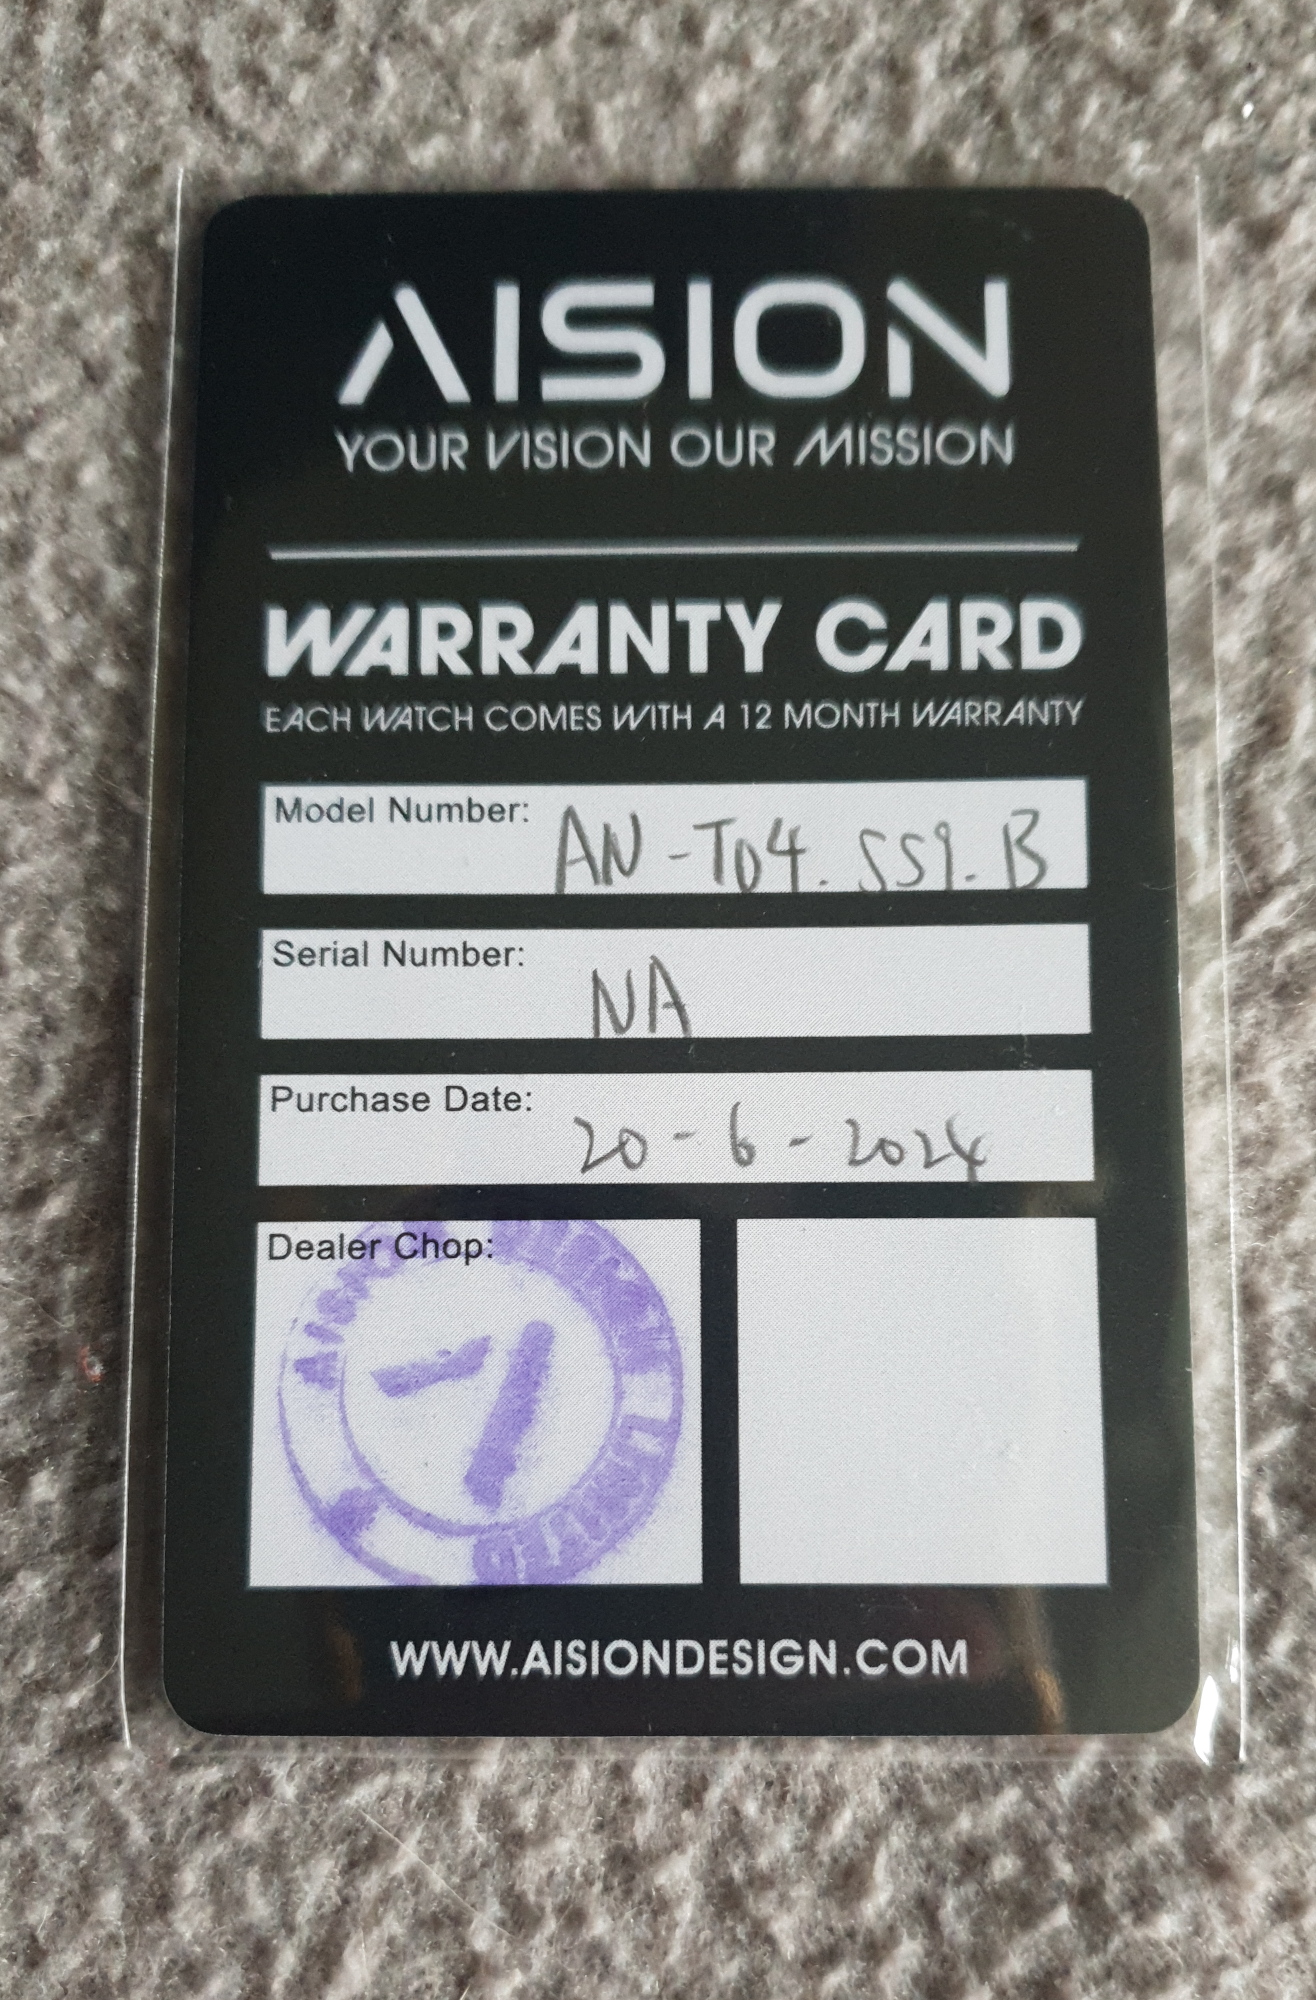 AISION
YOUR VISION OUR MISSION
WARRANTY CARD
EACH WATCH COMES WITH A 12 MONTH WARRANTY
Model Number: AN-T04.SS9.B
Serial Number: NA
Purchase Date: 20-6-2024
Dealer Chop:
WWW.AISIONDESIGN.COM